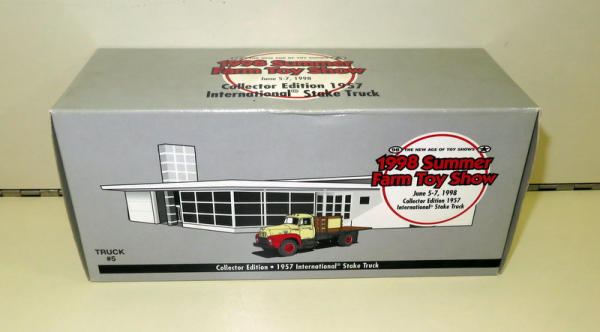 1998 Summer
Farm Toy Show
June 5-7, 1998
Collector Edition 1957
International® Stake Truck
98 THE NEW AGE OF TOY SHOWS
1998 Summer
Farm Toy Show
June 5-7, 1998
Collector Edition 1957
International® Stake Truck
TRUCK
#5
Collector Edition • 1957 International® Stake Truck